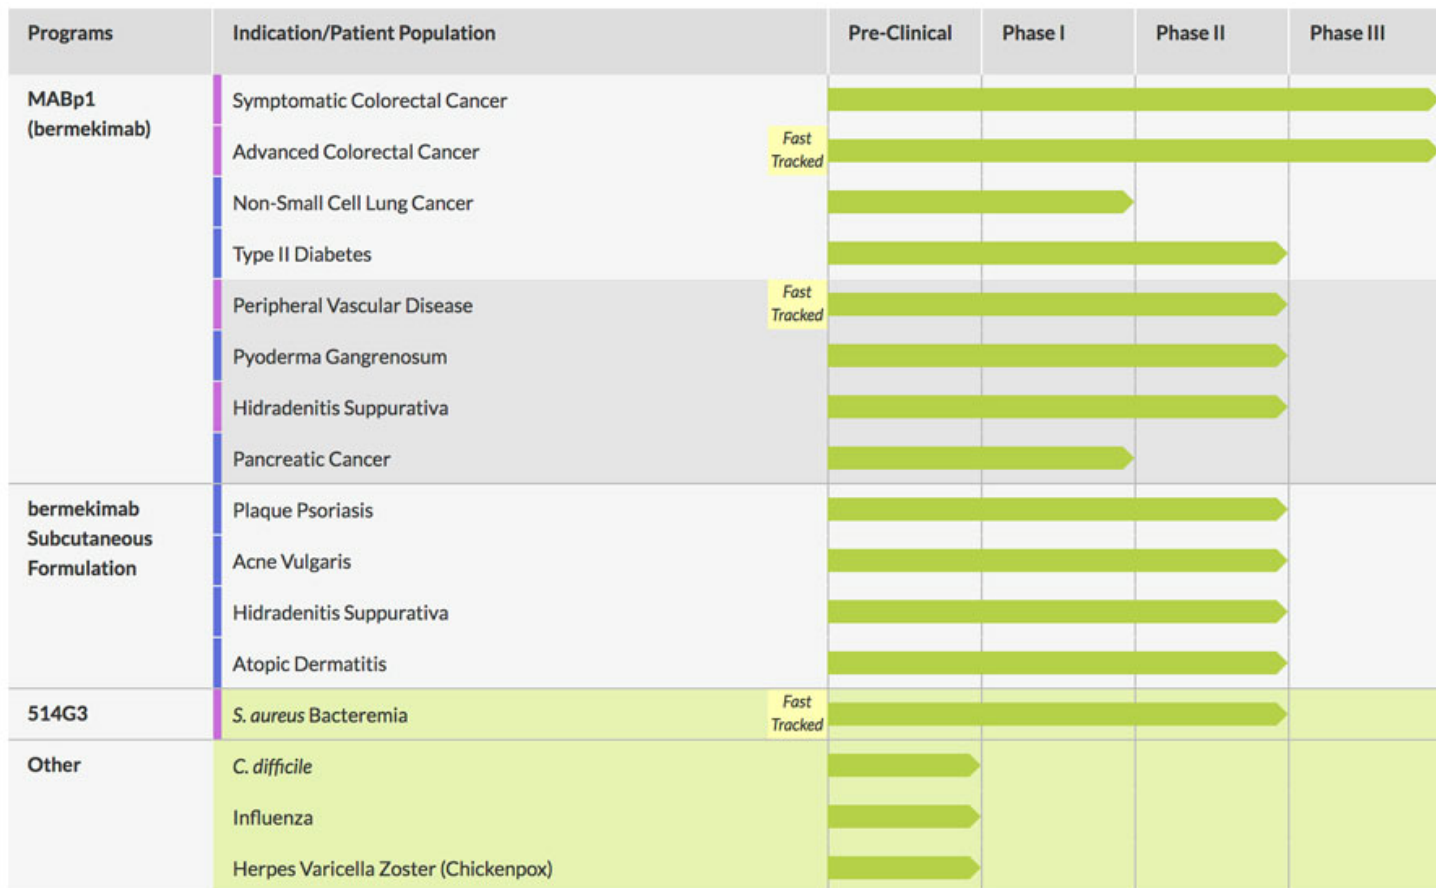 Programs Indication/Patient Population Pre-Clinical Phase I Phase II Phase III
MABp1 Symptomatic Colorectal Cancer
(bermekimab)
Advanced Colorectal Cancer Fast
Tracked
Non-Small Cell Lung Cancer
Type II Diabetes
Peripheral Vascular Disease Fast
Tracked
Pyoderma Gangrenosum
Hidradenitis Suppurativa
Pancreatic Cancer
bermekimab Plaque Psoriasis
Subcutaneous
Formulation Acne Vulgaris
Hidradenitis Suppurativa
Atopic Dermatitis
514G3 S. aureus Bacteremia Fast
Tracked
Other C. difficile
Influenza
Herpes Varicella Zoster (Chickenpox)